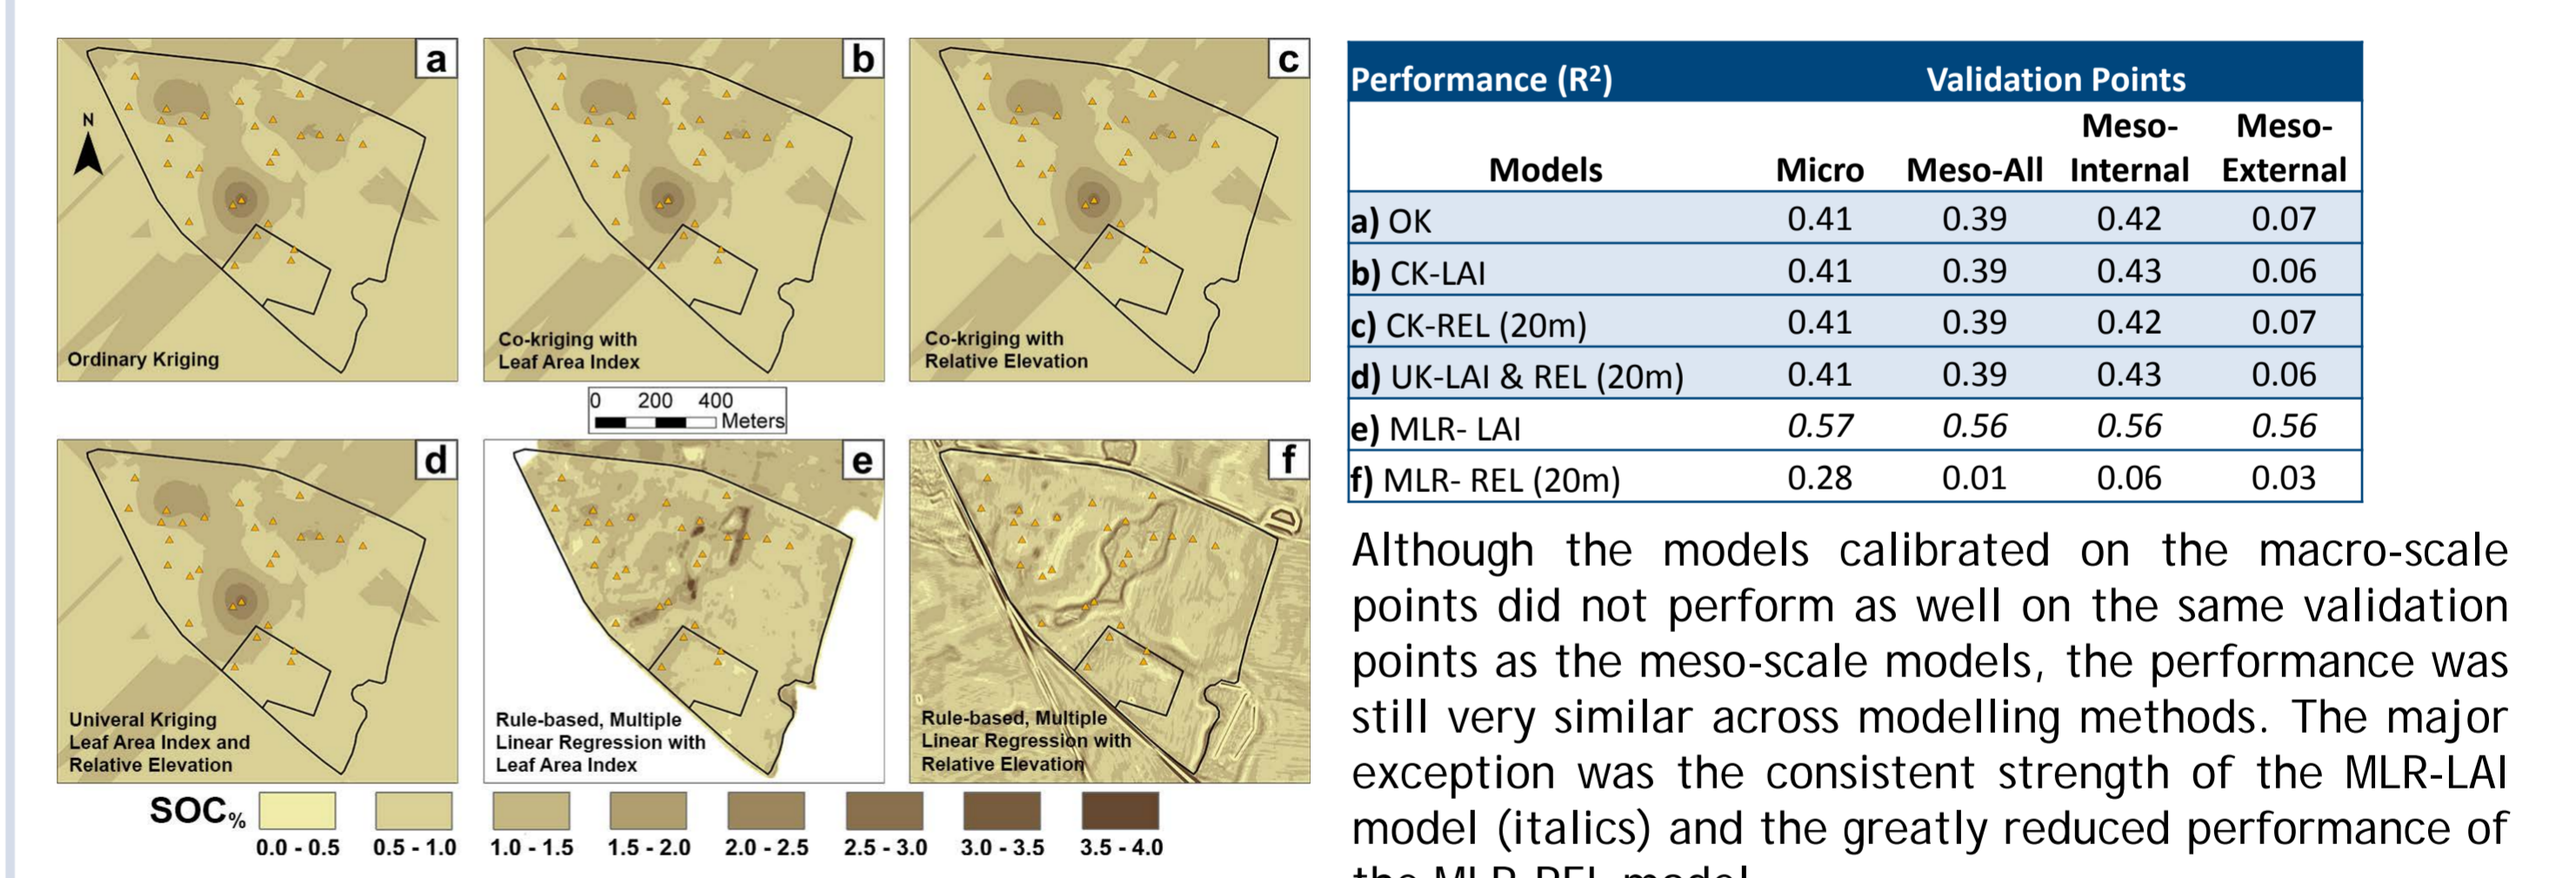 a
N
Ordinary Kriging
b
Co-kriging with
Leaf Area Index
c
Co-kriging with
Relative Elevation
0 200 400
Meters
d
Univeral Kriging
Leaf Area Index and
Relative Elevation
e
Rule-based, Multiple
Linear Regression with
Leaf Area Index
f
Rule-based, Multiple
Linear Regression with
Relative Elevation
SOC%
0.0 - 0.5 0.5 - 1.0 1.0 - 1.5 1.5 - 2.0 2.0 - 2.5 2.5 - 3.0 3.0 - 3.5 3.5 - 4.0
Performance (R²) Validation Points
Meso- Meso-
Models Micro Meso-All Internal External
a) OK 0.41 0.39 0.42 0.07
b) CK-LAI 0.41 0.39 0.43 0.06
c) CK-REL (20m) 0.41 0.39 0.42 0.07
d) UK-LAI & REL (20m) 0.41 0.39 0.43 0.06
e) MLR- LAI 0.57 0.56 0.56 0.56
f) MLR- REL (20m) 0.28 0.01 0.06 0.03
Although the models calibrated on the macro-scale
points did not perform as well on the same validation
points as the meso-scale models, the performance was
still very similar across modelling methods. The major
exception was the consistent strength of the MLR-LAI
model (italics) and the greatly reduced performance of
the MLR-REL model